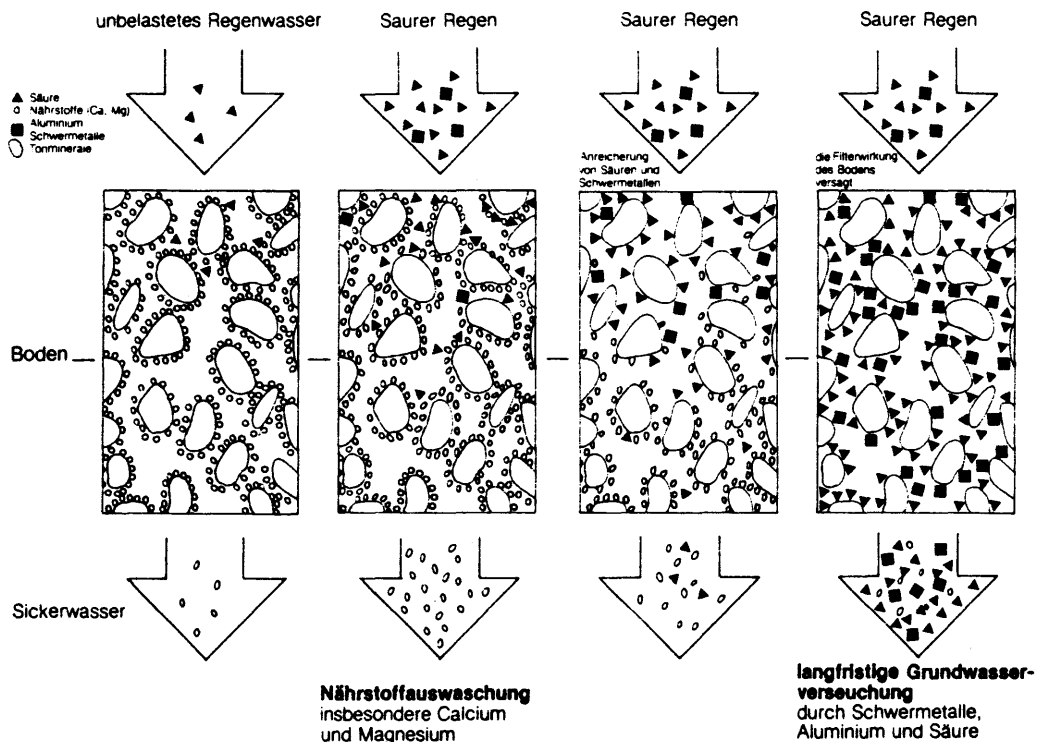 unbelastetes Regenwasser
Saurer Regen
Saurer Regen
Saurer Regen
Säure
Nährstoffe (Ca, Mg)
Aluminium
Schwermetalle
Tonminerale
Anreicherung
von Säuren und
Schwermetallen
die Filterwirkung
des Bodens
versagt
Boden
Sickerwasser
Nährstoffauswaschung
insbesondere Calcium
und Magnesium
langfristige Grundwasser-
verseuchung
durch Schwermetalle,
Aluminium und Säure